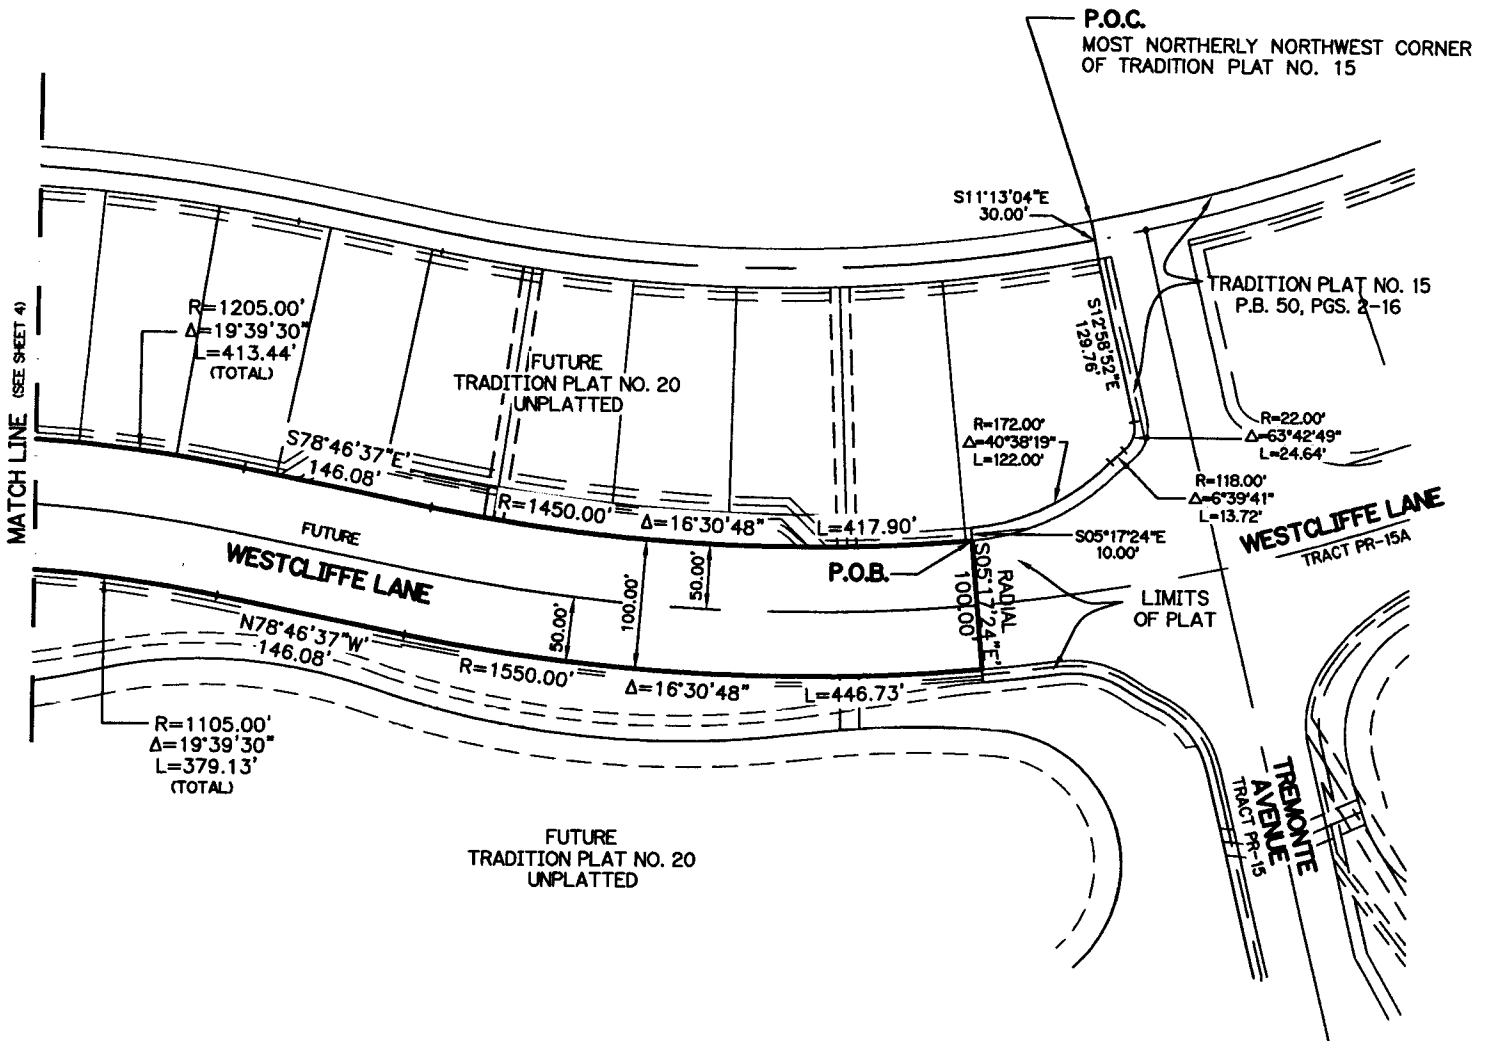 P.O.C.
MOST NORTHERLY NORTHWEST CORNER
OF TRADITION PLAT NO. 15
S11°13'04"E
30.00'
TRADITION PLAT NO. 15
P.B. 50, PGS. 2-16
S12°58'52"E
129.76'
R=1205.00'
Δ=19°39'30"
L=413.44'
(TOTAL)
MATCH LINE (SEE SHEET 4)
FUTURE
TRADITION PLAT NO. 20
UNPLATTED
R=172.00'
Δ=40°38'19"
L=122.00'
R=22.00'
Δ=63°42'49"
L=24.64'
R=118.00'
Δ=6°39'41"
L=13.72'
S78°46'37"E
146.08'
R=1450.00'
Δ=16°30'48"
L=417.90'
S05°17'24"E
10.00'
WESTCLIFFE LANE
TRACT PR-15A
FUTURE
WESTCLIFFE LANE
P.O.B.
S05°17'24"E
100.00'
RADIAL
50.00'
100.00'
50.00'
LIMITS
OF PLAT
N78°46'37"W
146.08'
R=1550.00'
Δ=16°30'48"
L=446.73'
R=1105.00'
Δ=19°39'30"
L=379.13'
(TOTAL)
TREMONTE
AVENUE
TRACT PR-15
FUTURE
TRADITION PLAT NO. 20
UNPLATTED